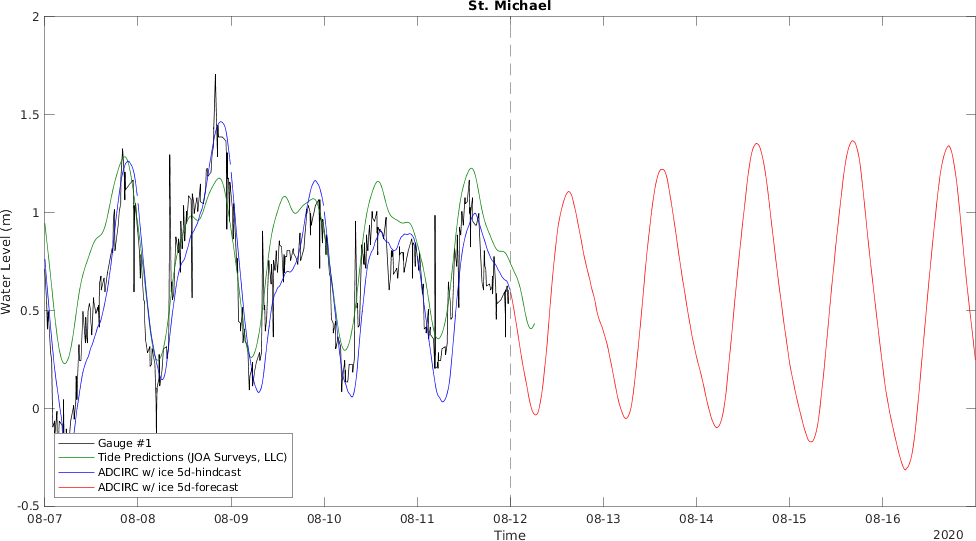 St. Michael
2
1.5
1
0.5
0
-0.5
Water Level (m)
Gauge #1
Tide Predictions (JOA Surveys, LLC)
ADCIRC w/ ice 5d-hindcast
ADCIRC w/ ice 5d-forecast
08-07 08-08 08-09 08-10 08-11 08-12 08-13 08-14 08-15 08-16
Time
2020